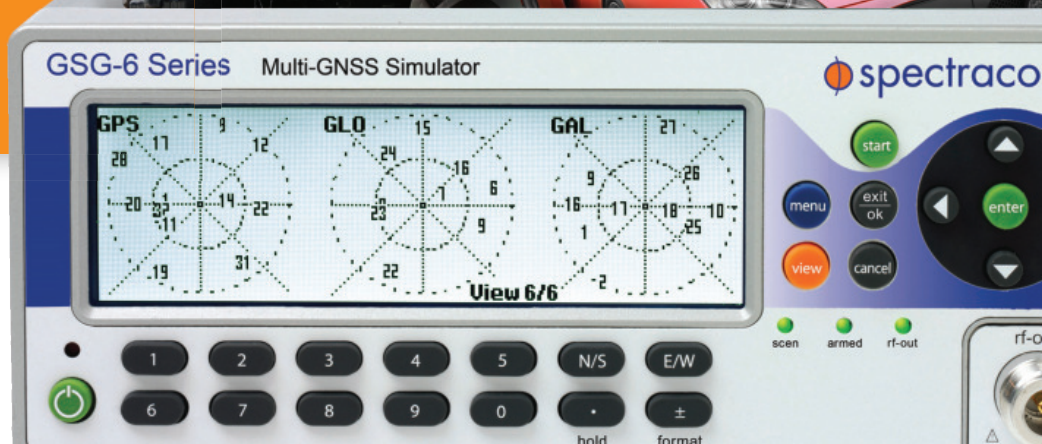 GSG-6 Series Multi-GNSS Simulator
spectraco
GPS 9 17 12 28 20 14 22 11 19 31
GLO 15 24 16 7 6 23 9 22
GAL 27 26 9 16 17 18 10 25 1 2
View 6/6
start
menu
exit
ok
enter
view
cancel
scen armed rf-out
1 2 3 4 5 N/S E/W
6 7 8 9 0 . ±
hold format
rf-o